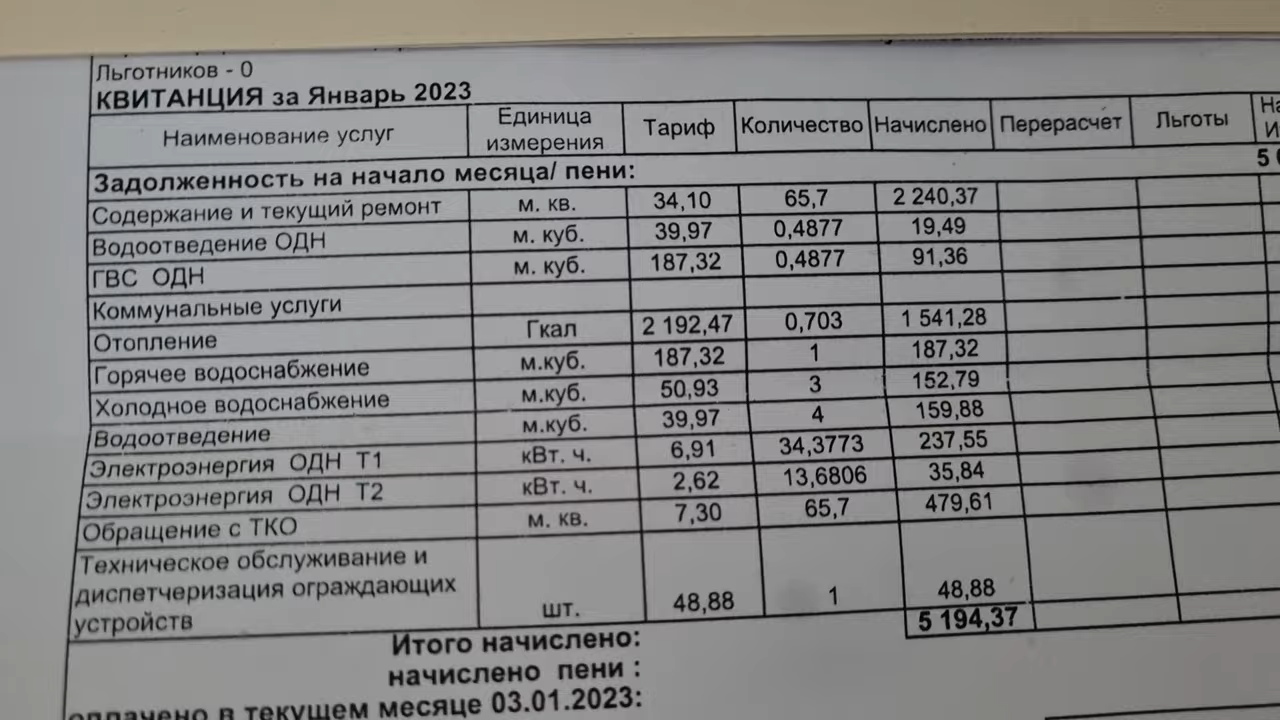 Льготников - 0
КВИТАНЦИЯ за Январь 2023
Наименование услуг Единица измерения Тариф Количество Начислено Перерасчет Льготы
Задолженность на начало месяца/ пени: 5
Содержание и текущий ремонт м. кв. 34,10 65,7 2 240,37
Водоотведение ОДН м. куб. 39,97 0,4877 19,49
ГВС ОДН м. куб. 187,32 0,4877 91,36
Коммунальные услуги
Отопление Гкал 2 192,47 0,703 1 541,28
Горячее водоснабжение м.куб. 187,32 1 187,32
Холодное водоснабжение м.куб. 50,93 3 152,79
Водоотведение м.куб. 39,97 4 159,88
Электроэнергия ОДН Т1 кВт. ч. 6,91 34,3773 237,55
Электроэнергия ОДН Т2 кВт. ч. 2,62 13,6806 35,84
Обращение с ТКО м. кв. 7,30 65,7 479,61
Техническое обслуживание и
диспетчеризация ограждающих
устройств шт. 48,88 1 48,88
Итого начислено: 5 194,37
начислено пени :
оплачено в текущем месяце 03.01.2023: